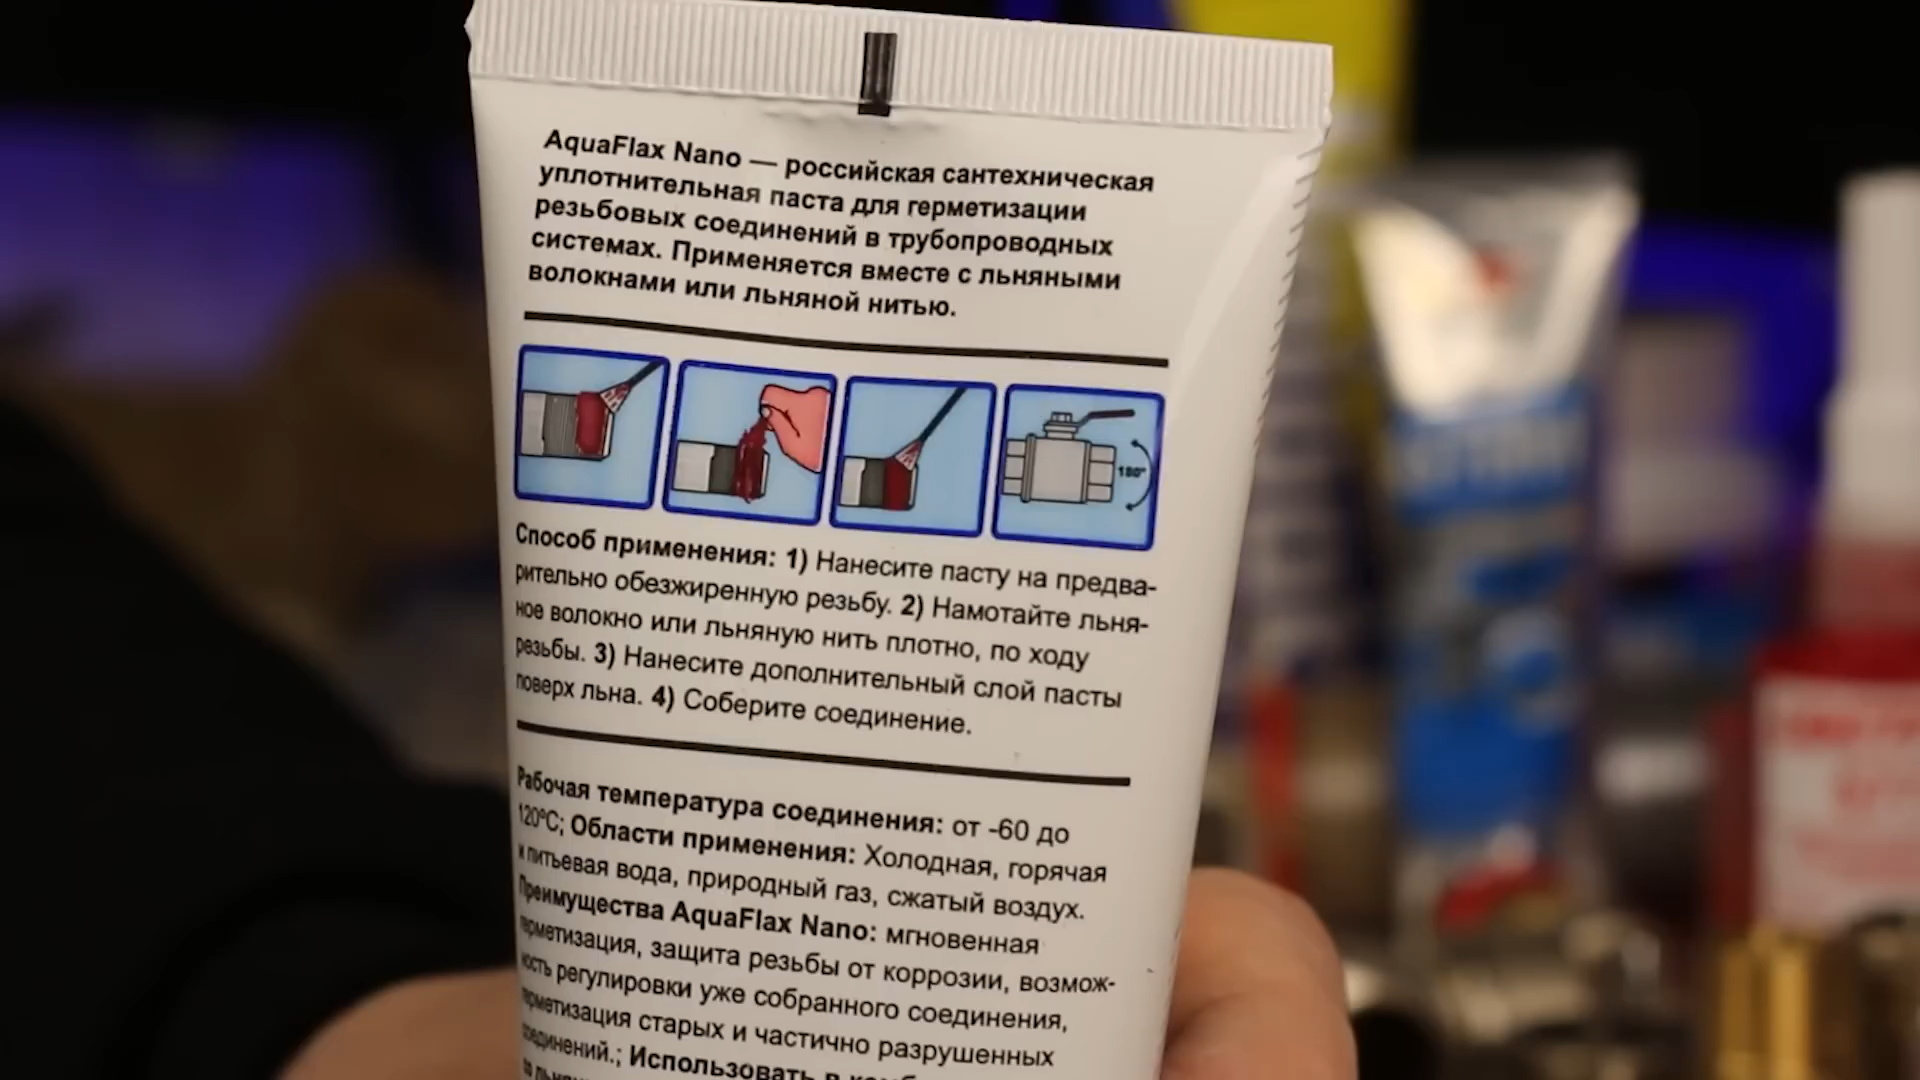 AquaFlax Nano — российская сантехническая
уплотнительная паста для герметизации
резьбовых соединений в трубопроводных
системах. Применяется вместе с льняными
волокнами или льняной нитью.
180°
Способ применения: 1) Нанесите пасту на предва-
рительно обезжиренную резьбу. 2) Намотайте льня-
ное волокно или льняную нить плотно, по ходу
резьбы. 3) Нанесите дополнительный слой пасты
поверх льна. 4) Соберите соединение.
Рабочая температура соединения: от -60 до
120ºC; Области применения: Холодная, горячая
и питьевая вода, природный газ, сжатый воздух.
Преимущества AquaFlax Nano: мгновенная
герметизация, защита резьбы от коррозии, возмож-
ность регулировки уже собранного соединения,
герметизация старых и частично разрушенных
соединений.; Использовать в